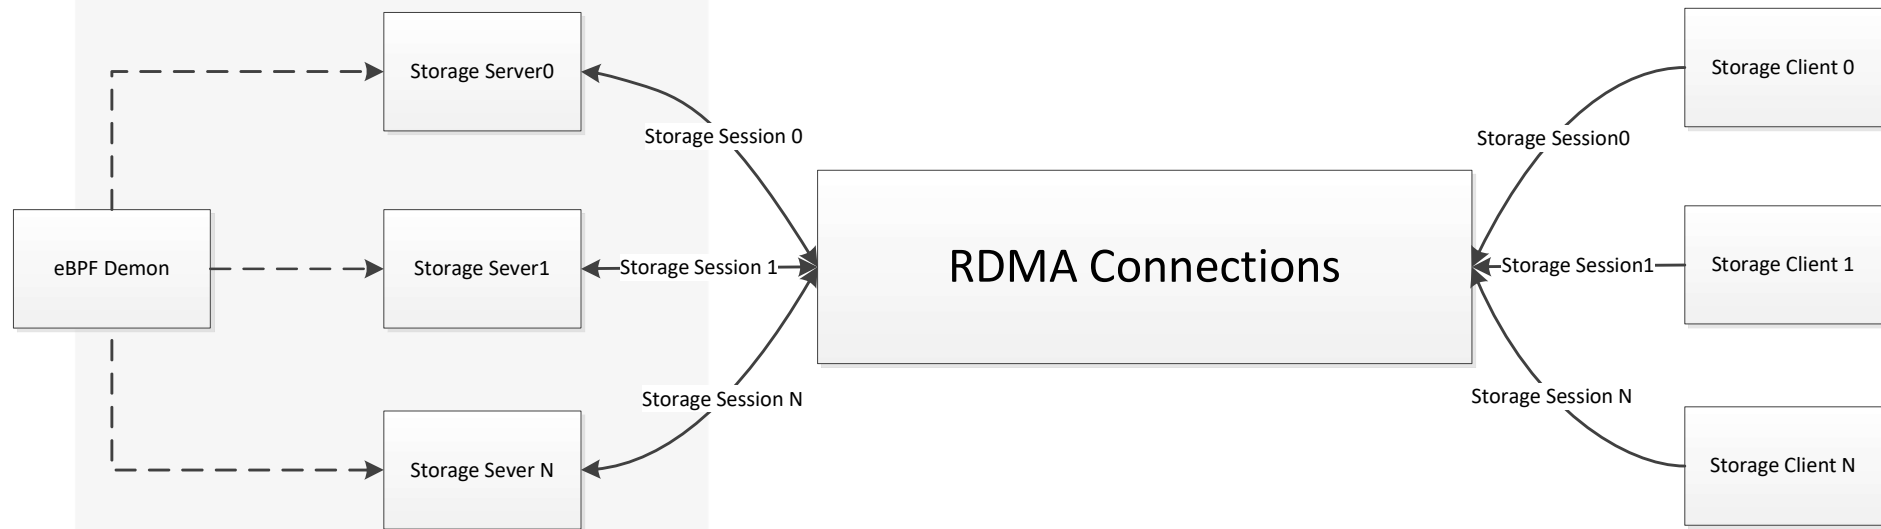 Storage Server0
Storage Client 0
Storage Session 0
Storage Session0
eBPF Demon
Storage Sever1
Storage Session 1
RDMA Connections
Storage Session1
Storage Client 1
Storage Session N
Storage Session N
Storage Sever N
Storage Client N